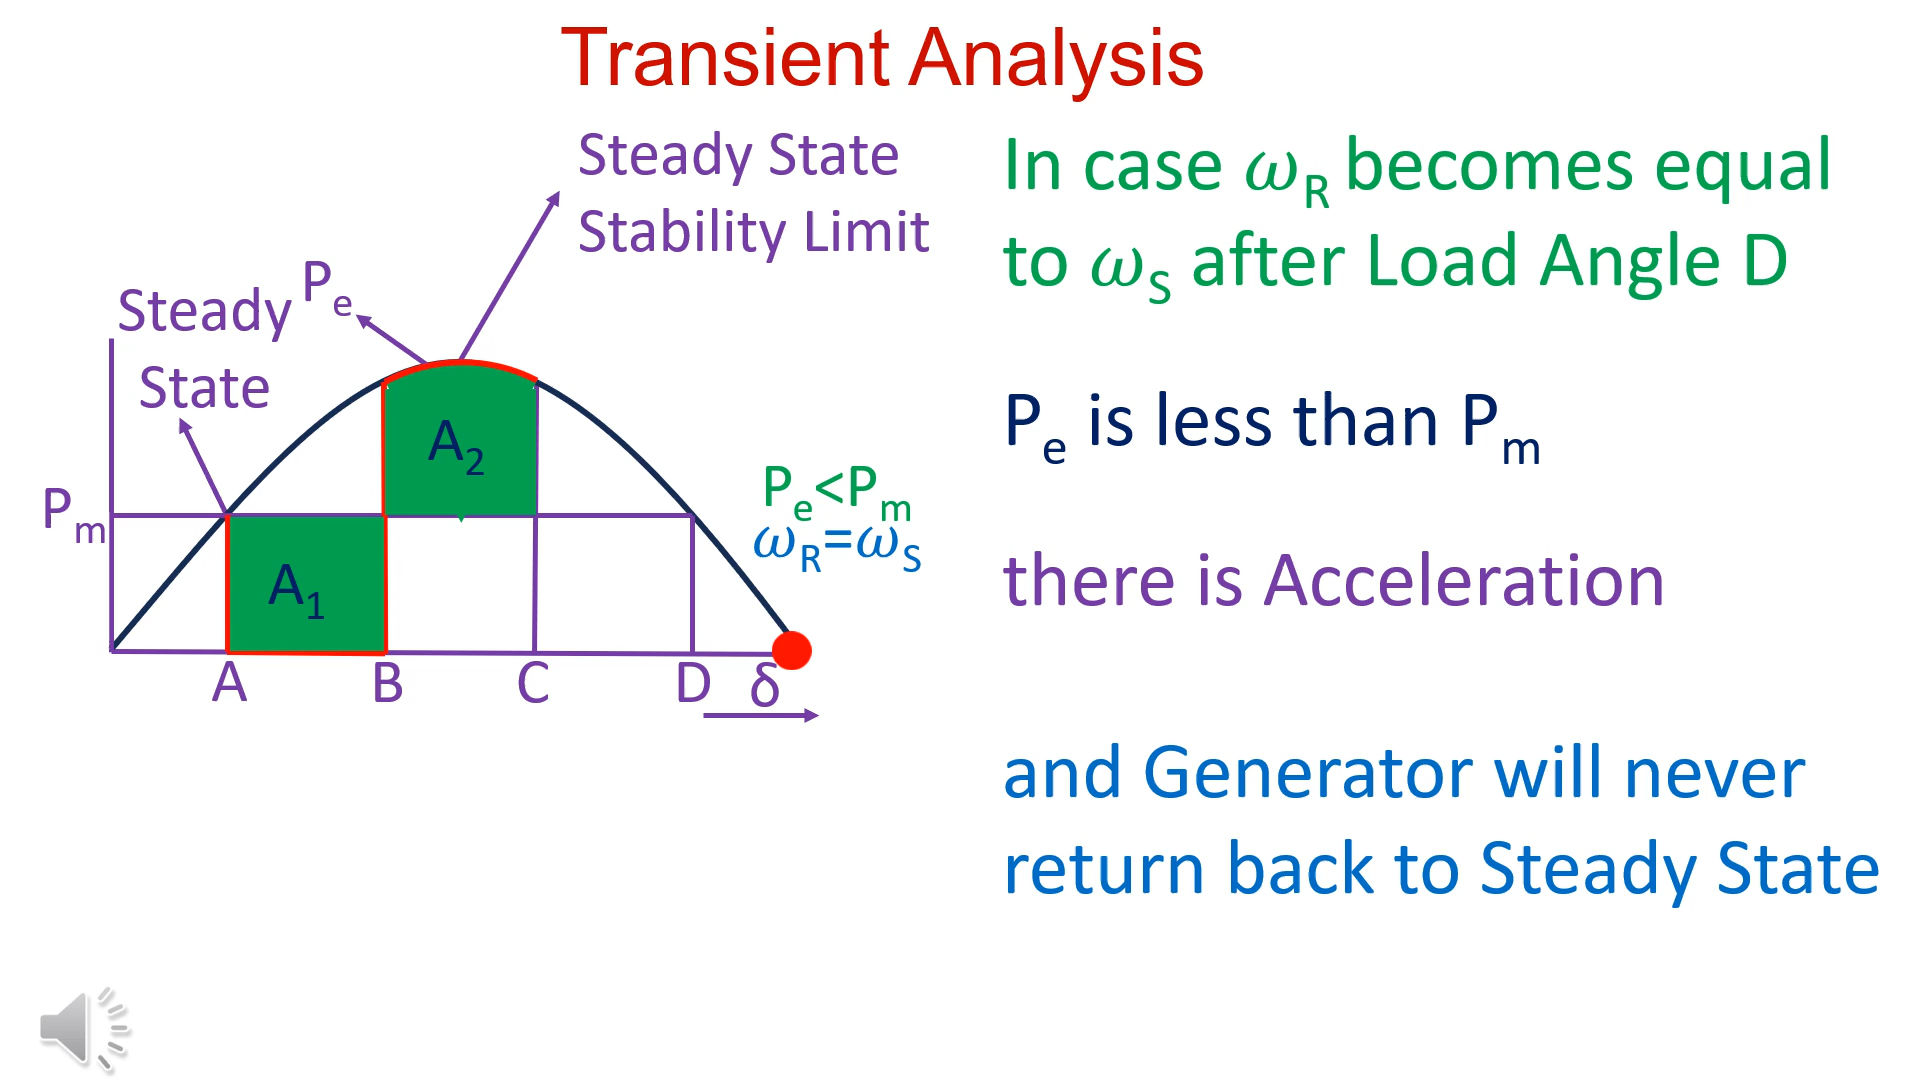 Transient Analysis
Steady State
Stability Limit
Pe
Steady
State
Pm
A2
A1
Pe<Pm
ωR=ωS
A B C D δ
In case ωR becomes equal
to ωS after Load Angle D
Pe is less than Pm
there is Acceleration
and Generator will never
return back to Steady State